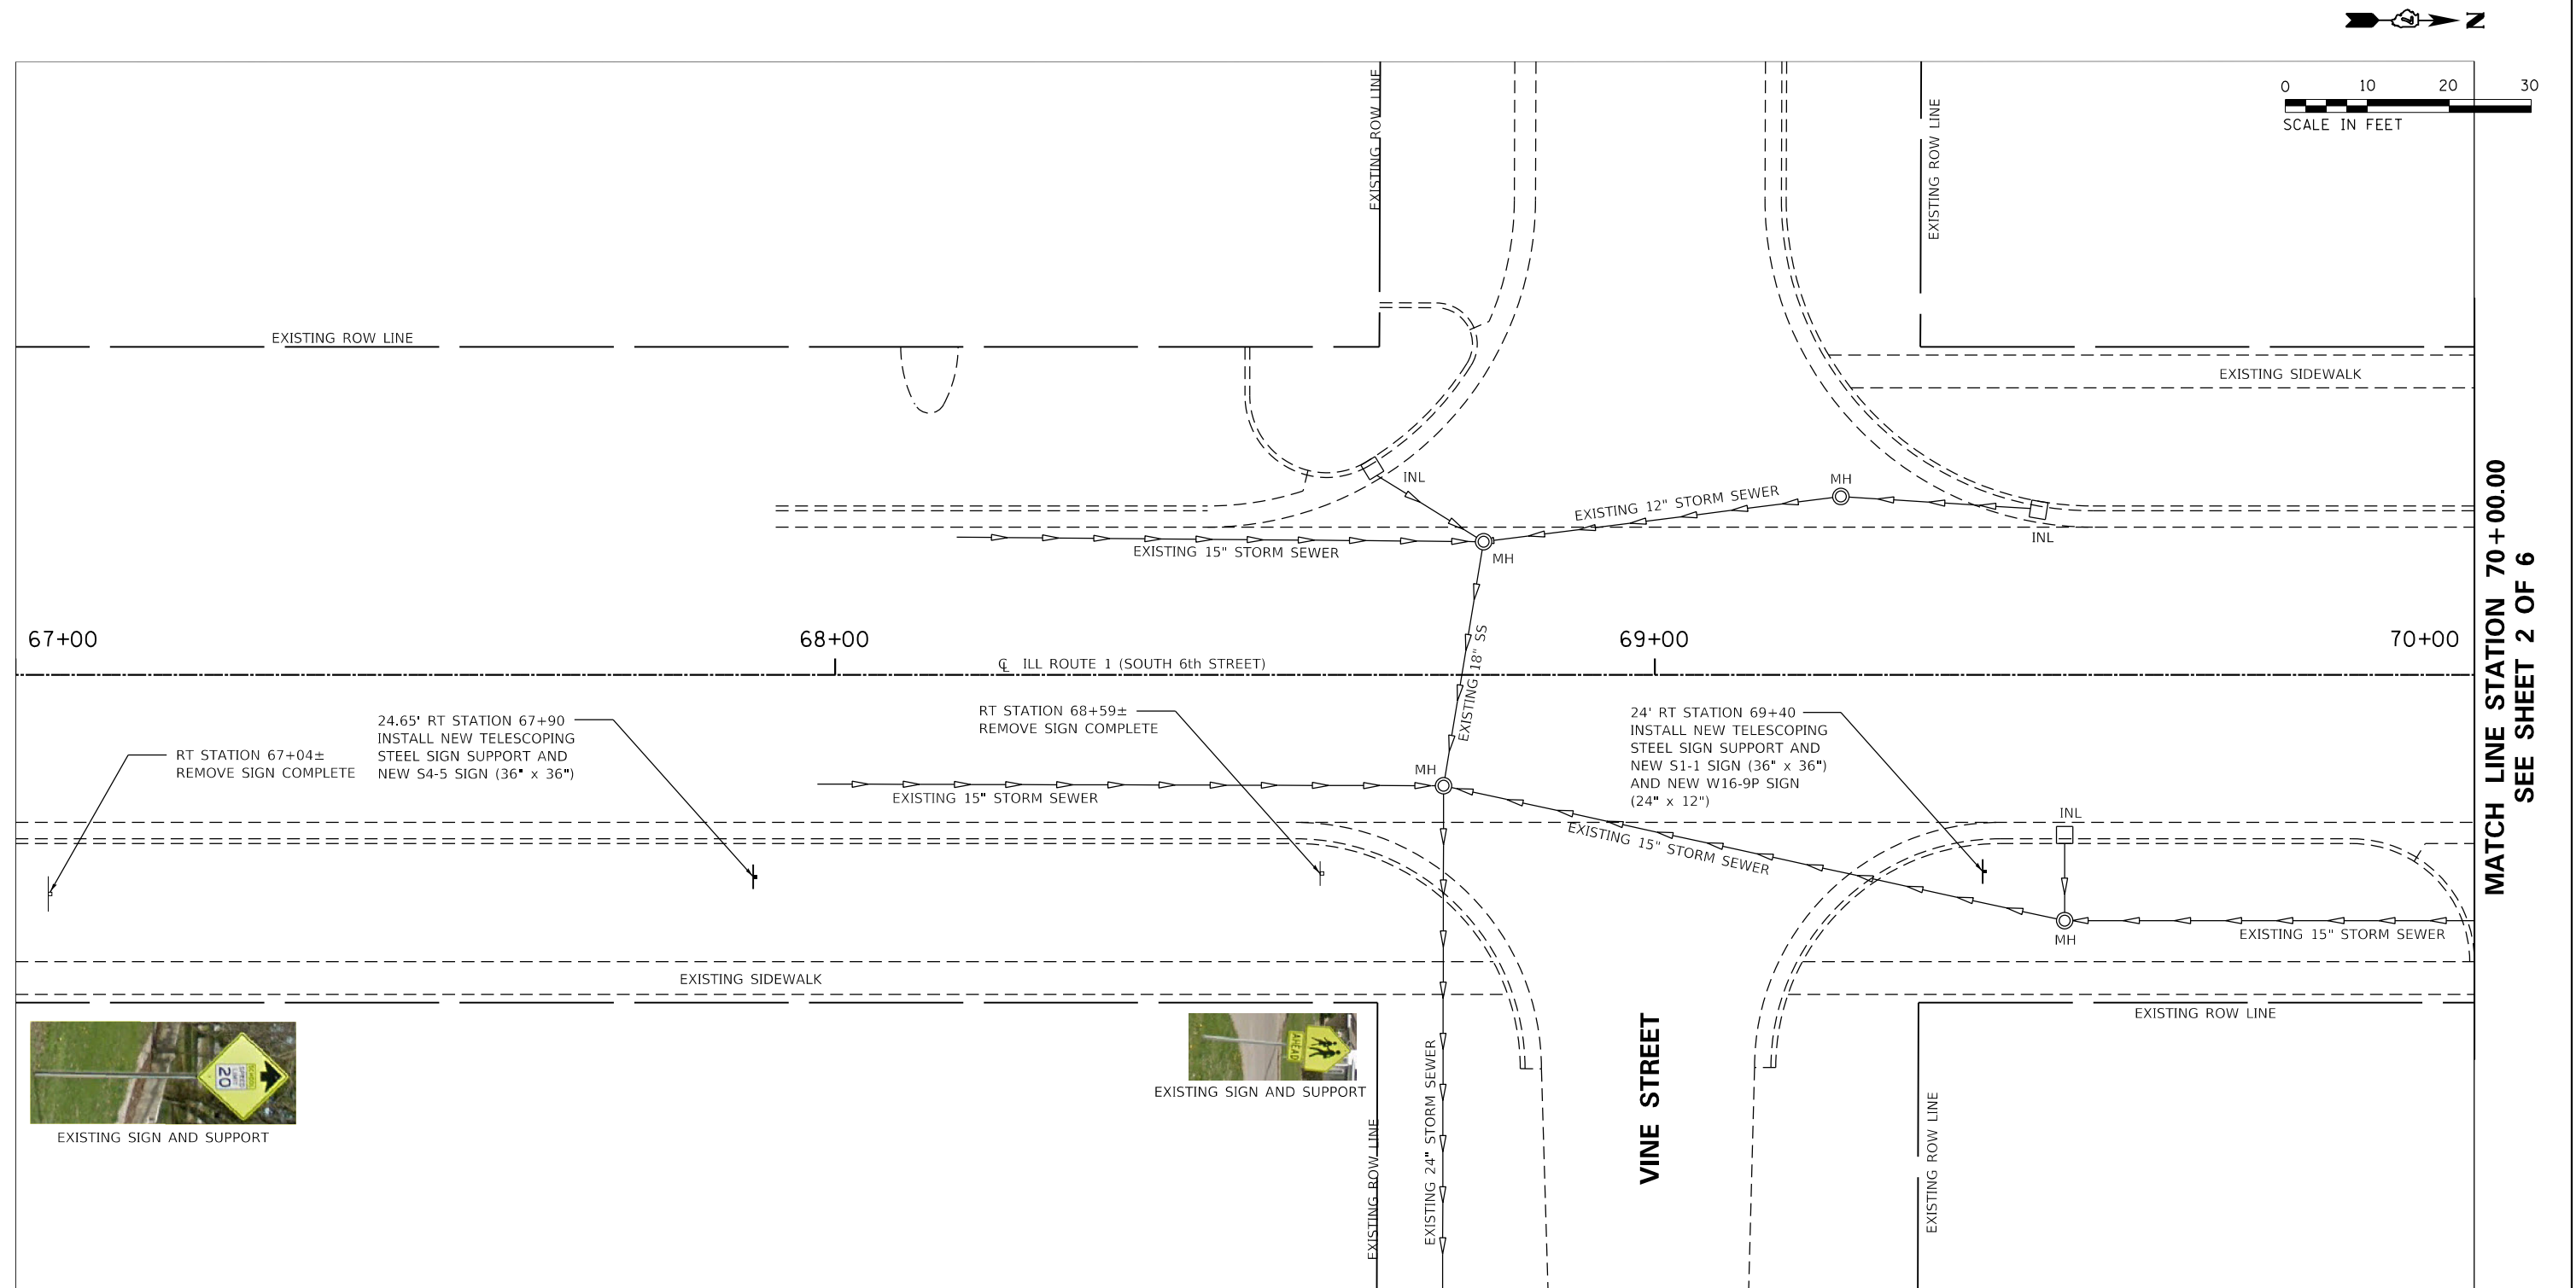 N
0 10 20 30
SCALE IN FEET
EXISTING ROW LINE
EXISTING ROW LINE
EXISTING ROW LINE
EXISTING SIDEWALK
INL
MH
EXISTING 12" STORM SEWER
INL
EXISTING 15" STORM SEWER
MH
67+00 68+00 69+00 70+00
EXISTING 18" SS
℄ ILL ROUTE 1 (SOUTH 6th STREET)
MATCH LINE STATION 70+00.00
SEE SHEET 2 OF 6
RT STATION 67+04±
REMOVE SIGN COMPLETE
24.65' RT STATION 67+90
INSTALL NEW TELESCOPING
STEEL SIGN SUPPORT AND
NEW S4-5 SIGN (36" x 36")
RT STATION 68+59±
REMOVE SIGN COMPLETE
24' RT STATION 69+40
INSTALL NEW TELESCOPING
STEEL SIGN SUPPORT AND
NEW S1-1 SIGN (36" x 36")
AND NEW W16-9P SIGN
(24" x 12")
MH
EXISTING 15" STORM SEWER
EXISTING 15" STORM SEWER
INL
MH
EXISTING 15" STORM SEWER
EXISTING SIDEWALK
EXISTING ROW LINE
SCHOOL
SPEED
LIMIT
20
EXISTING SIGN AND SUPPORT
AHEAD
EXISTING SIGN AND SUPPORT
EXISTING ROW LINE
EXISTING 24" STORM SEWER
VINE STREET
EXISTING ROW LINE